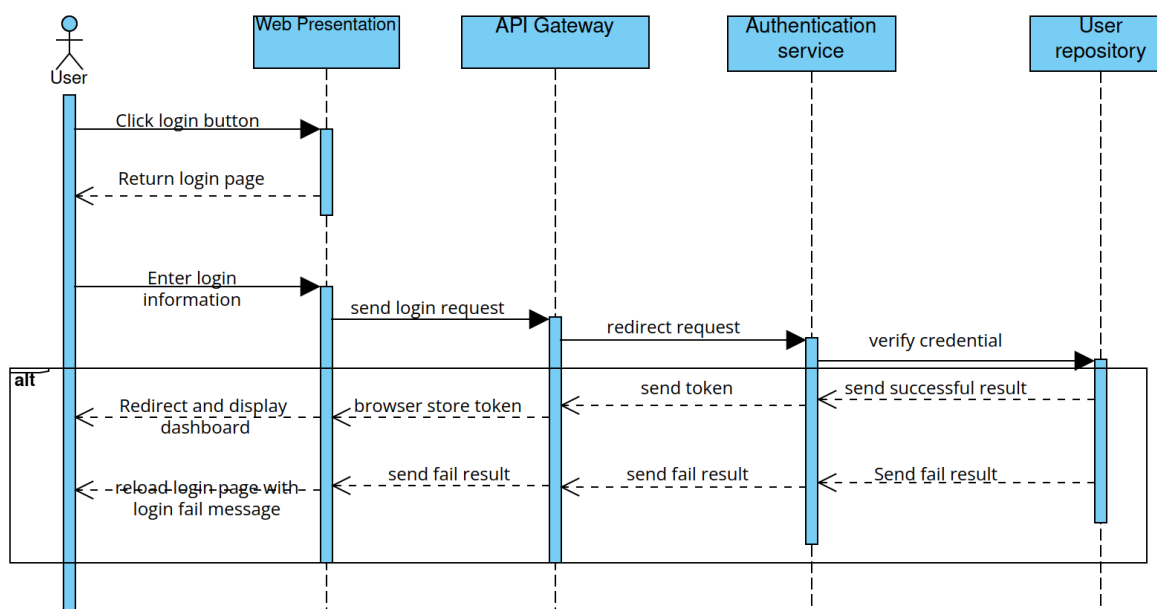 Web Presentation
API Gateway
Authentication
service
User
repository
User
Click login button
Return login page
Enter login
information
send login request
redirect request
verify credential
alt
send successful result
send token
browser store token
Redirect and display
dashboard
Send fail result
send fail result
send fail result
reload login page with
login fail message